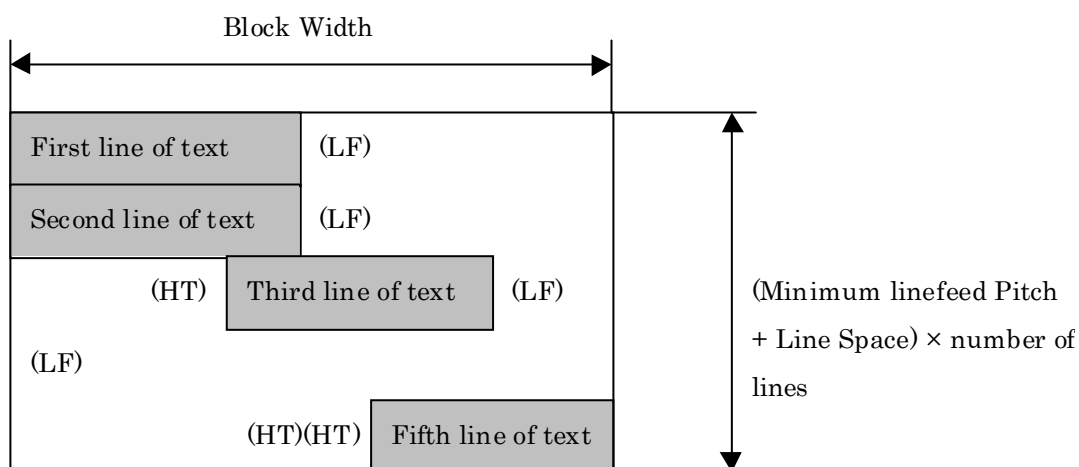 Block Width
First line of text (LF)
Second line of text (LF)
(HT) Third line of text (LF)
(Minimum linefeed Pitch
+ Line Space) × number of
(LF)
lines
(HT)(HT) Fifth line of text